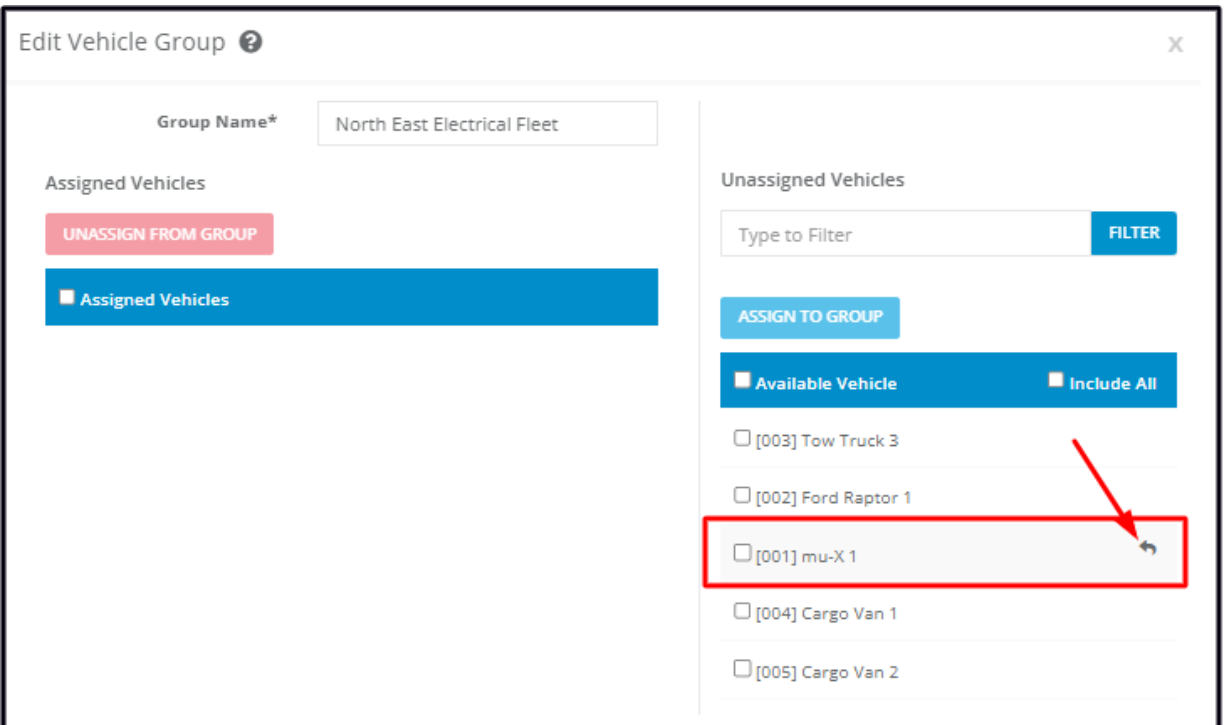 Edit Vehicle Group ?
X
Group Name*
North East Electrical Fleet
Assigned Vehicles
UNASSIGN FROM GROUP
Assigned Vehicles
Unassigned Vehicles
Type to Filter
FILTER
ASSIGN TO GROUP
Available Vehicle
Include All
[003] Tow Truck 3
[002] Ford Raptor 1
[001] mu-X 1
[004] Cargo Van 1
[005] Cargo Van 2